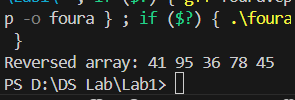 p -o foura } ; if ($?) { .\foura
}
Reversed array: 41 95 36 78 45
PS D:\DS Lab\Lab1>